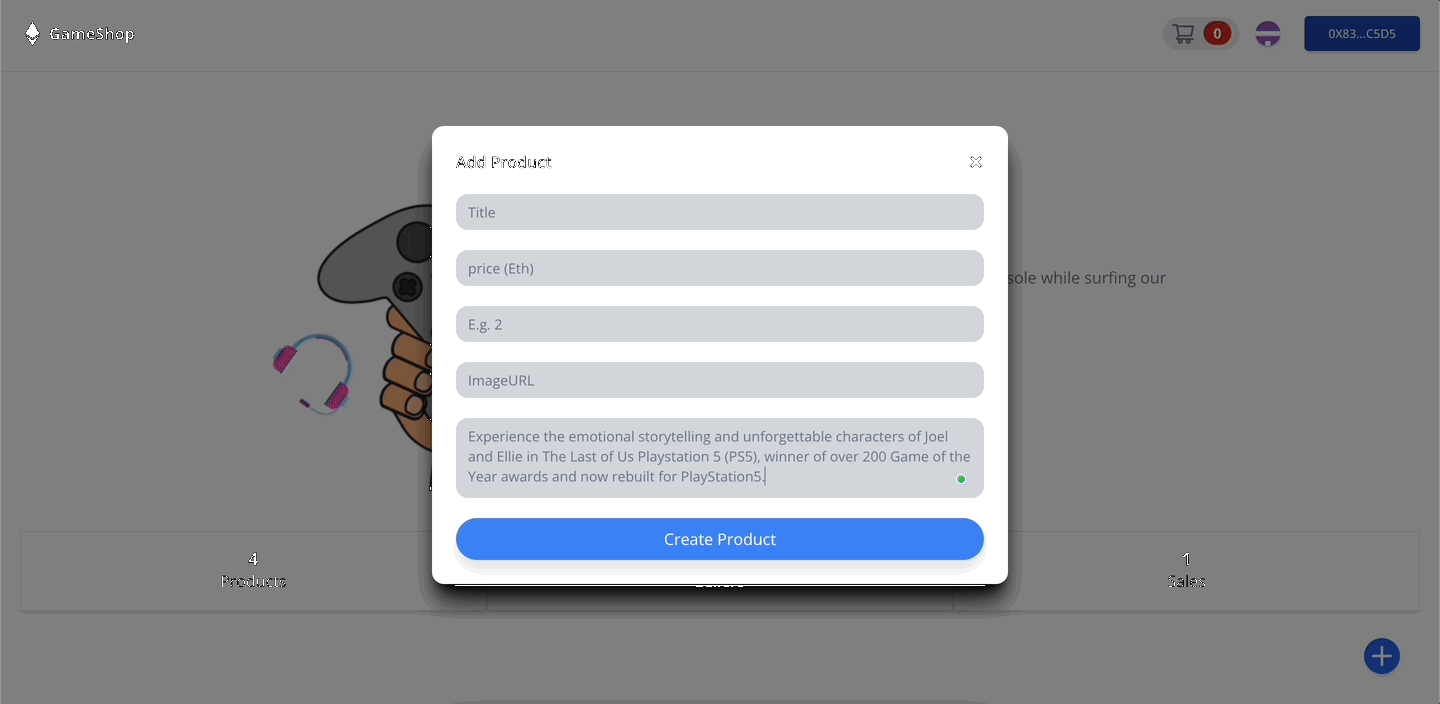 GameShop
0
0X83...C5D5
Add Product
Title
price (Eth)
E.g. 2
ImageURL
Experience the emotional storytelling and unforgettable characters of Joel
and Ellie in The Last of Us Playstation 5 (PS5), winner of over 200 Game of the
Year awards and now rebuilt for PlayStation5.
Create Product
sole while surfing our
4
Products
1
Sales